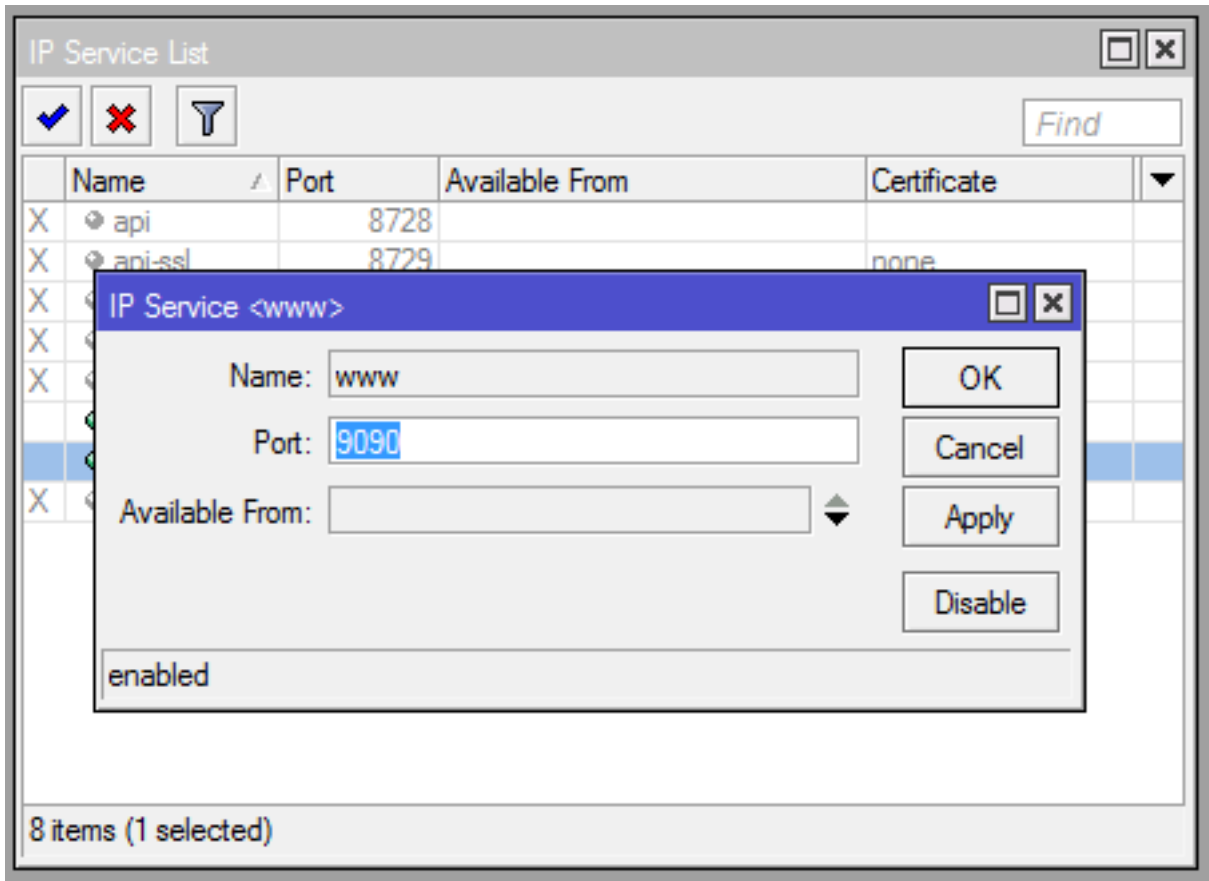 IP Service List
Find
Name Port Available From Certificate
X api 8728
X api-ssl 8729 none
X
X
X
X
IP Service <www>
Name: www
OK
Port: 9090
Cancel
Available From:
Apply
Disable
enabled
8 items (1 selected)